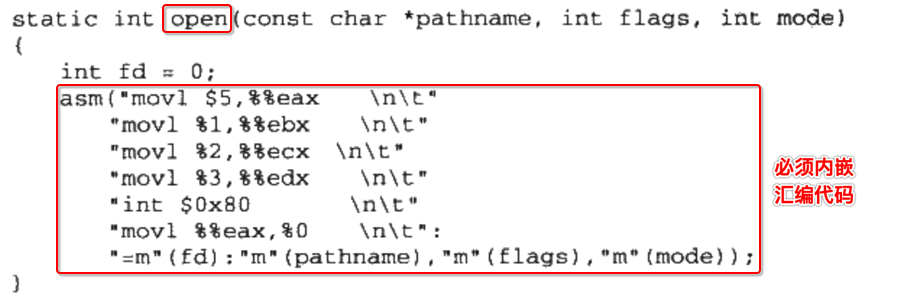 static int open(const char *pathname, int flags, int mode)
{
    int fd = 0;
    asm("movl $5,%%eax    \n\t"
        "movl %1,%%ebx    \n\t"
        "movl %2,%%ecx  \n\t"
        "movl %3,%%edx    \n\t"
        "int $0x80        \n\t"
        "movl %%eax,%0    \n\t":
        "=m"(fd):"m"(pathname),"m"(flags),"m"(mode));
}
必须内嵌
汇编代码